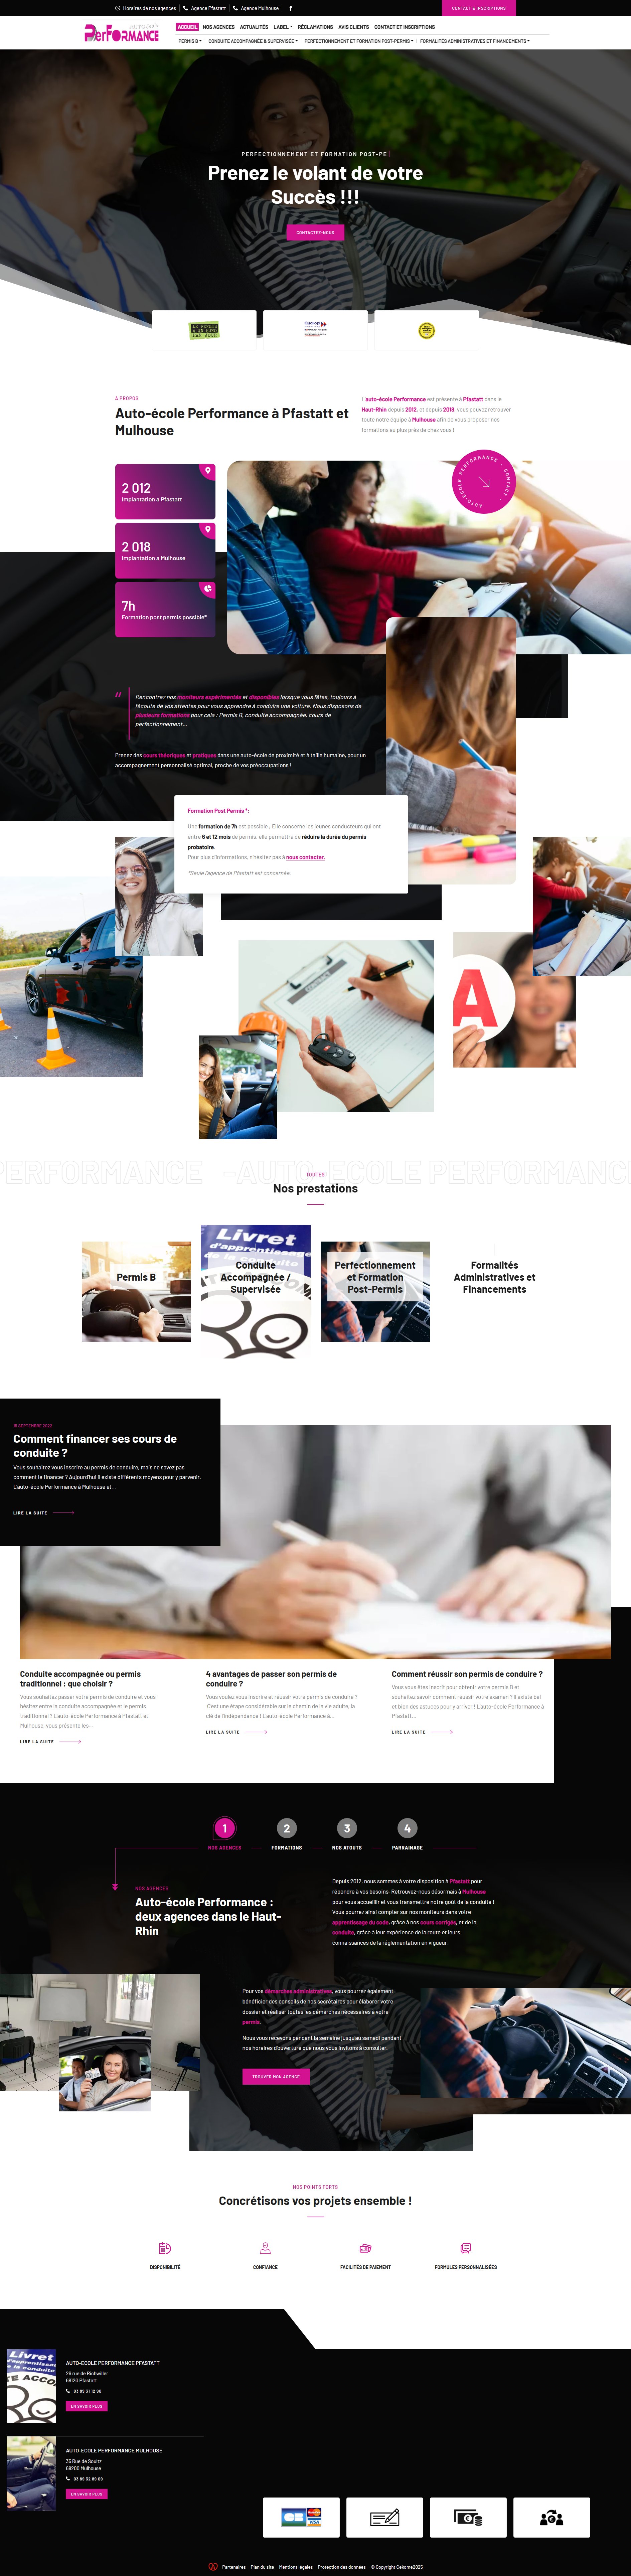 Horaires de nos agences
Agence Pfastatt
Agence Mulhouse
CONTACT & INSCRIPTIONS
PERFORMANCE
ACCUEIL
NOS AGENCES
ACTUALITÉS
LABEL
RÉCLAMATIONS
AVIS CLIENTS
CONTACT ET INSCRIPTIONS
PERMIS B
CONDUITE ACCOMPAGNÉE & SUPERVISÉE
PERFECTIONNEMENT ET FORMATION POST-PERMIS
FORMALITÉS ADMINISTRATIVES ET FINANCEMENTS
PERFECTIONNEMENT ET FORMATION POST-PE
Prenez le volant de votre
Succès !!!
CONTACTEZ-NOUS
LE PERMIS
À UN EURO
PAR JOUR
Qualiopi
A PROPOS
Auto-école Performance à Pfastatt et
Mulhouse
L'auto-école Performance est présente à Pfastatt dans le
Haut-Rhin depuis 2012, et depuis 2018, vous pouvez retrouver
toute notre équipe à Mulhouse afin de vous proposer nos
formations au plus près de chez vous !
AUTO-ECOLE PERFORMANCE - CONTACT -
2 012
Implantation a Pfastatt
2 018
Implantation a Mulhouse
7h
Formation post permis possible*
Rencontrez nos moniteurs expérimentés et disponibles lorsque vous l'êtes, toujours à
l'écoute de vos attentes pour vous apprendre à conduire une voiture. Nous disposons de
plusieurs formations pour cela : Permis B, conduite accompagnée, cours de
perfectionnement...
Prenez des cours théoriques et pratiques dans une auto-école de proximité et à taille humaine, pour un
accompagnement personnalisé optimal, proche de vos préoccupations !
Formation Post Permis *:
Une formation de 7h est possible : Elle concerne les jeunes conducteurs qui ont
entre 6 et 12 mois de permis, elle permettra de réduire la durée du permis
probatoire.
Pour plus d'informations, n'hésitez pas à nous contacter.
*Seule l'agence de Pfastatt est concernée.
A
PERFORMANCE - AUTO-ECOLE PERFORMANCE
TOUTES
Nos prestations
Permis B
Livret
d'apprentissage
Conduite
Accompagnée /
Supervisée
Perfectionnement
et Formation
Post-Permis
Formalités
Administratives et
Financements
15 SEPTEMBRE 2022
Comment financer ses cours de
conduite ?
Vous souhaitez vous inscrire au permis de conduire, mais ne savez pas
comment le financer ? Aujourd'hui il existe différents moyens pour y parvenir.
L'auto-école Performance à Mulhouse et...
LIRE LA SUITE
Conduite accompagnée ou permis
traditionnel : que choisir ?
Vous souhaitez passer votre permis de conduire et vous
hésitez entre la conduite accompagnée et le permis
traditionnel ? L'auto-école Performance à Pfastatt et
Mulhouse, vous présente les...
LIRE LA SUITE
4 avantages de passer son permis de
conduire ?
Vous voulez vous inscrire et réussir votre permis de conduire ?
C'est une étape considérable sur le chemin de la vie adulte, la
clé de l'indépendance ! L'auto-école Performance à...
LIRE LA SUITE
Comment réussir son permis de conduire ?
Vous vous êtes inscrit pour obtenir votre permis B et
souhaitez savoir comment réussir votre examen ? Il existe bel
et bien des astuces pour y arriver ! L'auto-école Performance à
Pfastatt...
LIRE LA SUITE
1
2
3
4
NOS AGENCES
FORMATIONS
NOS ATOUTS
PARRAINAGE
NOS AGENCES
Auto-école Performance :
deux agences dans le Haut-
Rhin
Depuis 2012, nous sommes à votre disposition à Pfastatt pour
répondre à vos besoins. Retrouvez-nous désormais à Mulhouse
pour vous accueillir et vous transmettre notre goût de la conduite !
Vous pourrez ainsi compter sur nos moniteurs dans votre
apprentissage du code, grâce à nos cours corrigés, et de la
conduite, grâce à leur expérience de la route et leurs
connaissances de la réglementation en vigueur.
Pour vos démarches administratives, vous pourrez également
bénéficier des conseils de nos secrétaires pour élaborer votre
dossier et réaliser toutes les démarches nécessaires à votre
permis.
Nous vous recevons pendant la semaine jusqu'au samedi pendant
nos horaires d'ouverture que nous vous invitons à consulter.
TROUVER MON AGENCE
NOS POINTS FORTS
Concrétisons vos projets ensemble !
DISPONIBILITÉ
CONFIANCE
FACILITÉS DE PAIEMENT
FORMULES PERSONNALISÉES
Livret
AUTO-ECOLE PERFORMANCE PFASTATT
26 rue de Richwiller
68120 Pfastatt
03 89 31 12 90
EN SAVOIR PLUS
AUTO-ECOLE PERFORMANCE MULHOUSE
35 Rue de Soultz
68200 Mulhouse
EN SAVOIR PLUS
CB
VISA
Partenaires
Plan du site
Mentions légales
Protection des données
© Copyright Cekome2025